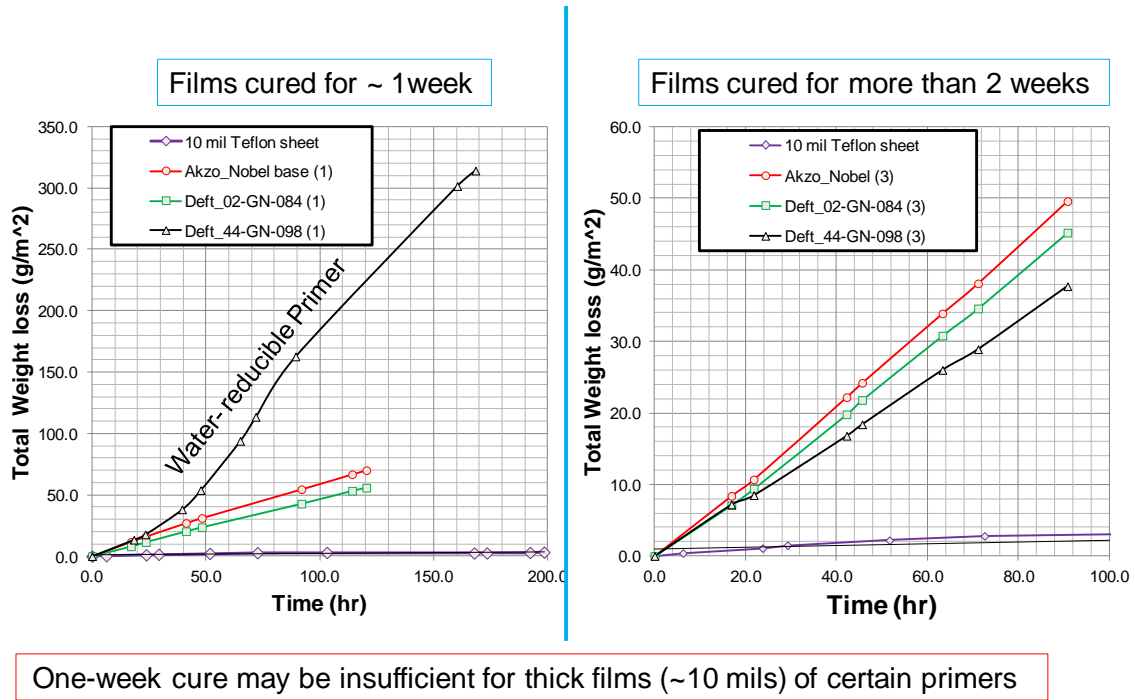 Films cured for ~ 1week
350.0
300.0
250.0
200.0
150.0
100.0
50.0
0.0
Total Weight loss (g/m^2)
10 mil Teflon sheet
Akzo_Nobel base (1)
Deft_02-GN-084 (1)
Deft_44-GN-098 (1)
Water- reducible Primer
0.0 50.0 100.0 150.0 200.0
Time (hr)
Films cured for more than 2 weeks
60.0
50.0
40.0
30.0
20.0
10.0
0.0
Total Weight loss (g/m^2)
10 mil Teflon sheet
Akzo_Nobel (3)
Deft_02-GN-084 (3)
Deft_44-GN-098 (3)
0.0 20.0 40.0 60.0 80.0 100.0
Time (hr)
One-week cure may be insufficient for thick films (~10 mils) of certain primers